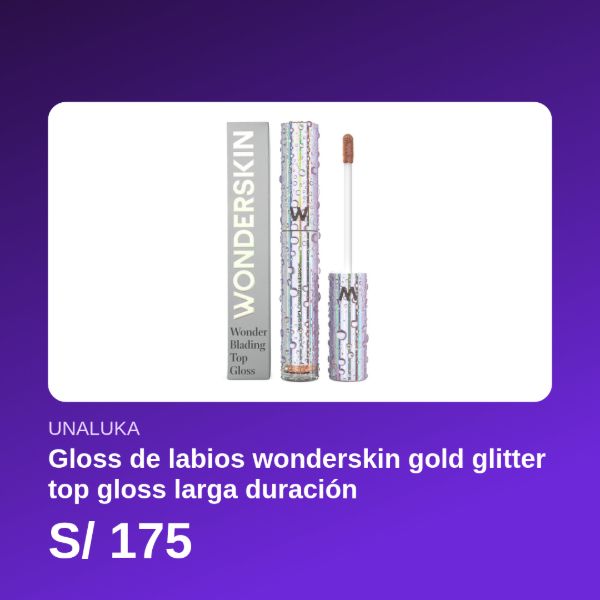 WONDERSKIN
Wonder
Blading
Top
Gloss
W
W
UNALUKA
Gloss de labios wonderskin gold glitter
top gloss larga duración
S/ 175